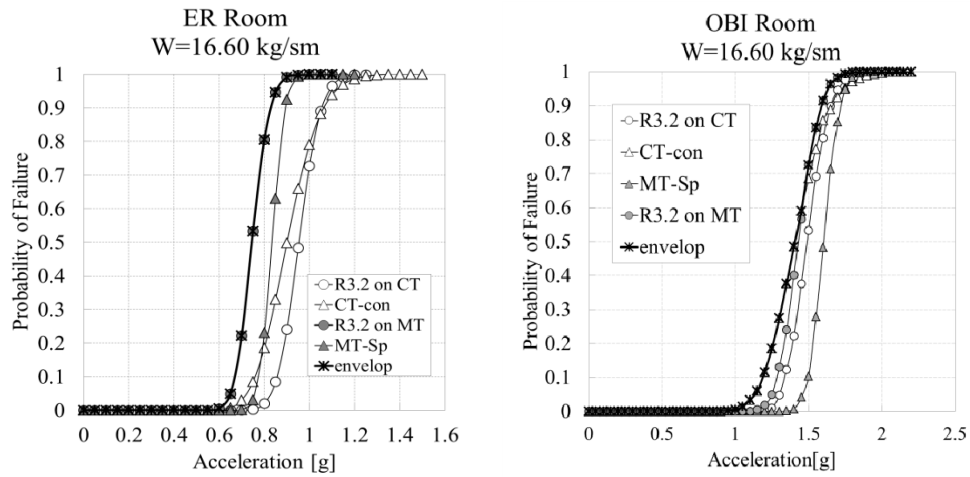 ER Room
W=16.60 kg/sm
Probability of Failure
1
0.9
0.8
0.7
0.6
0.5
0.4
0.3
0.2
0.1
0
R3.2 on CT
CT-con
R3.2 on MT
MT-Sp
envelop
0 0.2 0.4 0.6 0.8 1 1.2 1.4 1.6
Acceleration [g]
OBI Room
W=16.60 kg/sm
Probability of Failure
1
0.9
0.8
0.7
0.6
0.5
0.4
0.3
0.2
0.1
0
R3.2 on CT
CT-con
MT-Sp
R3.2 on MT
envelop
0 0.5 1 1.5 2 2.5
Acceleration[g]